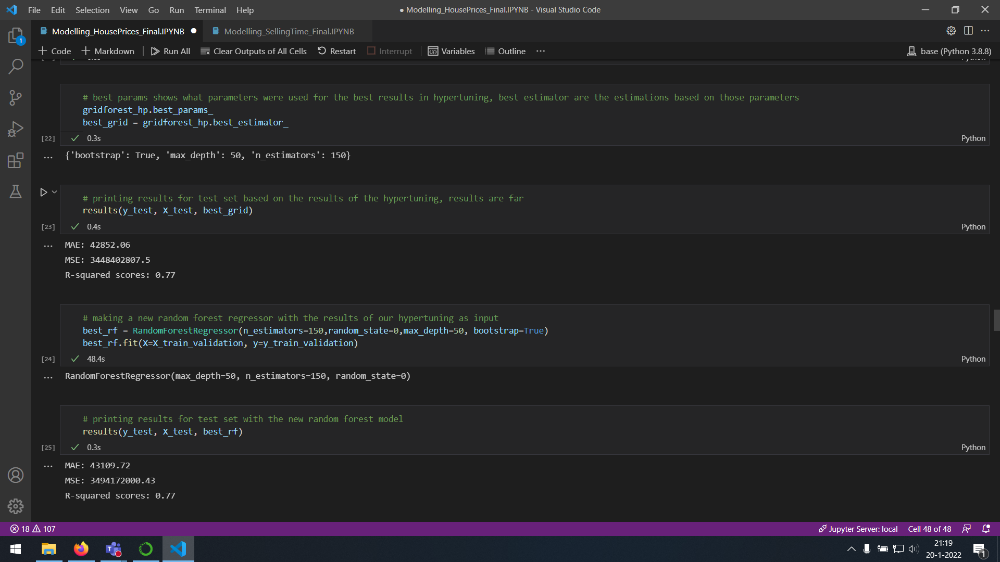 File Edit Selection View Go Run Terminal Help
● Modelling_HousePrices_Final.IPYNB - Visual Studio Code
Modelling_HousePrices_Final.IPYNB
Modelling_SellingTime_Final.IPYNB
1
+ Code + Markdown Run All Clear Outputs of All Cells Restart Interrupt Variables Outline ...
base (Python 3.8.8)
# best params shows what parameters were used for the best results in hypertuning, best estimator are the estimations based on those parameters
gridforest_hp.best_params_
best_grid = gridforest_hp.best_estimator_
[22] 0.3s Python
{'bootstrap': True, 'max_depth': 50, 'n_estimators': 150}
# printing results for test set based on the results of the hypertuning, results are far
results(y_test, X_test, best_grid)
[23] 0.4s Python
MAE: 42852.06
MSE: 3448402807.5
R-squared scores: 0.77
# making a new random forest regressor with the results of our hypertuning as input
best_rf = RandomForestRegressor(n_estimators=150,random_state=0,max_depth=50, bootstrap=True)
best_rf.fit(X=X_train_validation, y=y_train_validation)
[24] 48.4s Python
RandomForestRegressor(max_depth=50, n_estimators=150, random_state=0)
# printing results for test set with the new random forest model
results(y_test, X_test, best_rf)
[25] 0.3s Python
MAE: 43109.72
MSE: 3494172000.43
R-squared scores: 0.77
18 107
Jupyter Server: local Cell 48 of 48
21:19
20-1-2022
1